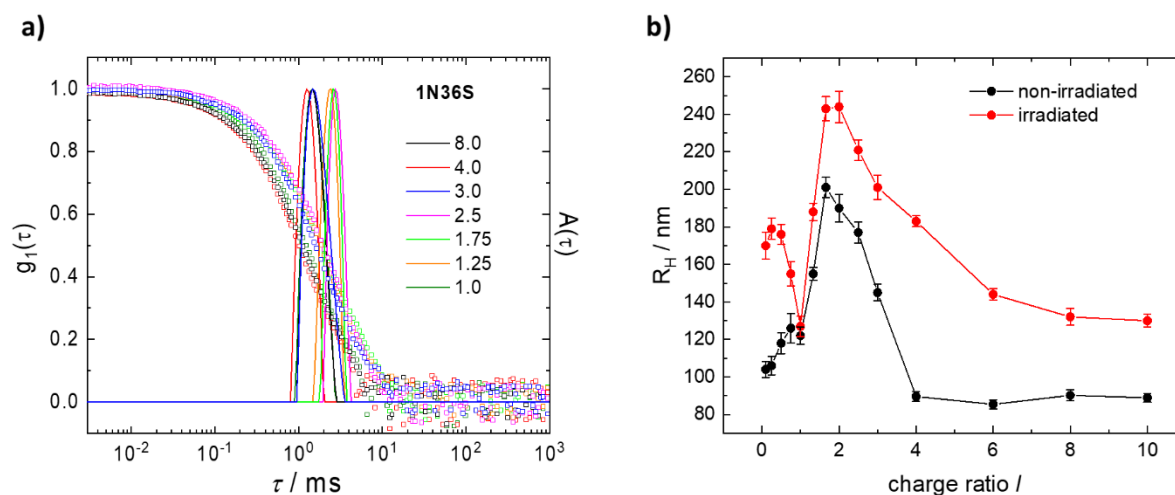 a)
1N36S
8.0
4.0
3.0
2.5
1.75
1.25
1.0
g₁(τ)
A(τ)
1.0
0.8
0.6
0.4
0.2
0.0
10⁻² 10⁻¹ 10⁰ 10¹ 10² 10³
τ / ms
b)
non-irradiated
irradiated
R_H / nm
260
240
220
200
180
160
140
120
100
80
0 2 4 6 8 10
charge ratio l